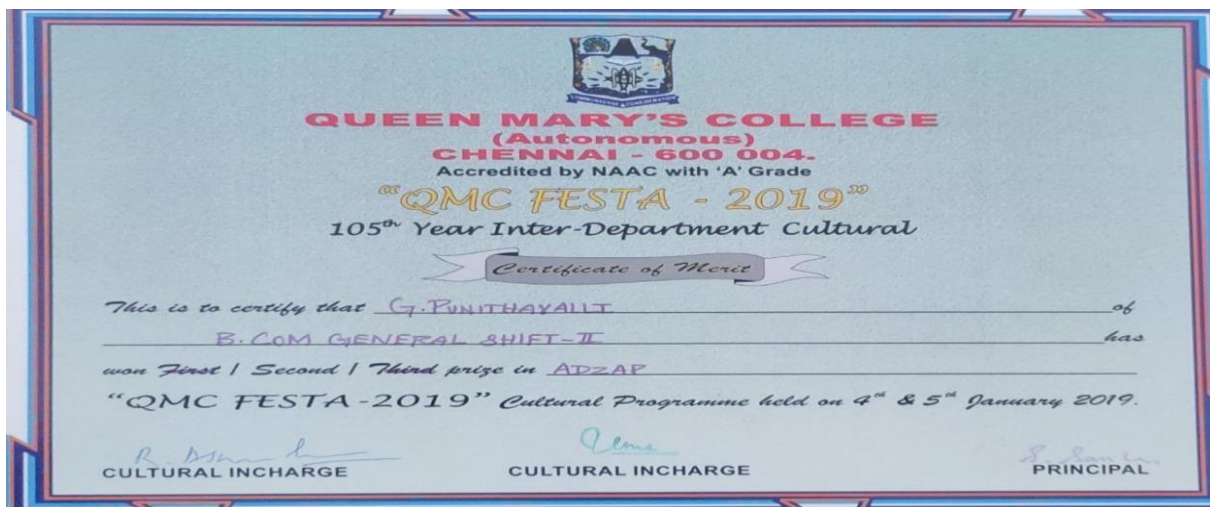 QUEEN MARY'S COLLEGE
(Autonomous)
CHENNAI - 600 004.
Accredited by NAAC with 'A' Grade
"QMC FESTA - 2019"
105th Year Inter-Department Cultural
Certificate of Merit
This is to certify that G. PUNITHAVALLI of
B. COM GENERAL SHIFT-II has
won First / Second / Third prize in ADZAP
"QMC FESTA -2019" Cultural Programme held on 4th & 5th January 2019.
CULTURAL INCHARGE CULTURAL INCHARGE PRINCIPAL